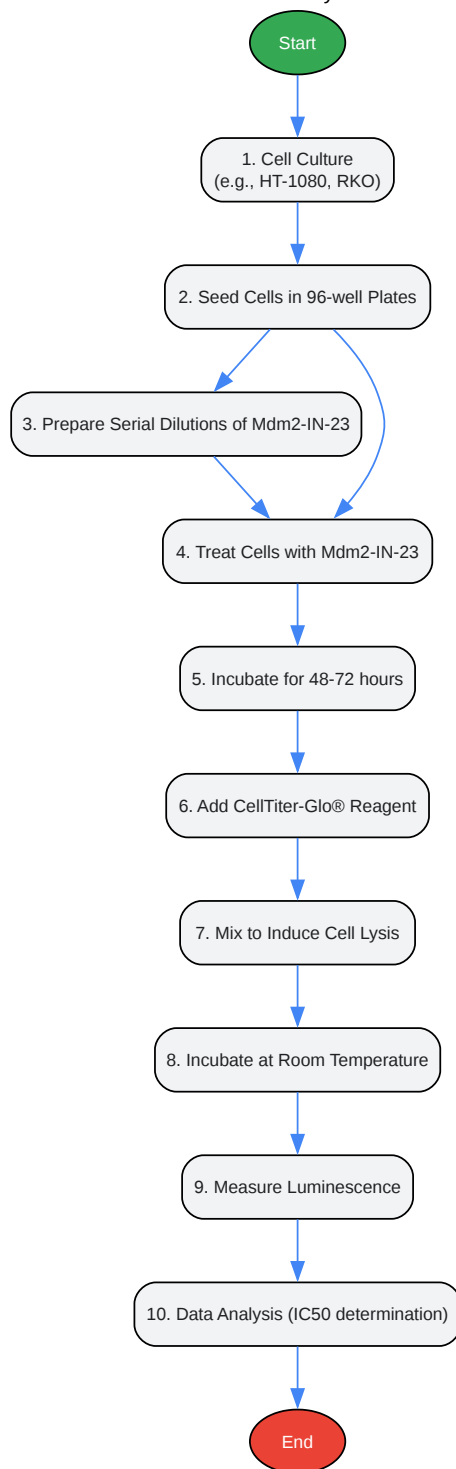 Start
1. Cell Culture
(e.g., HT-1080, RKO)
2. Seed Cells in 96-well Plates
3. Prepare Serial Dilutions of Mdm2-IN-23
4. Treat Cells with Mdm2-IN-23
5. Incubate for 48-72 hours
6. Add CellTiter-Glo® Reagent
7. Mix to Induce Cell Lysis
8. Incubate at Room Temperature
9. Measure Luminescence
10. Data Analysis (IC50 determination)
End